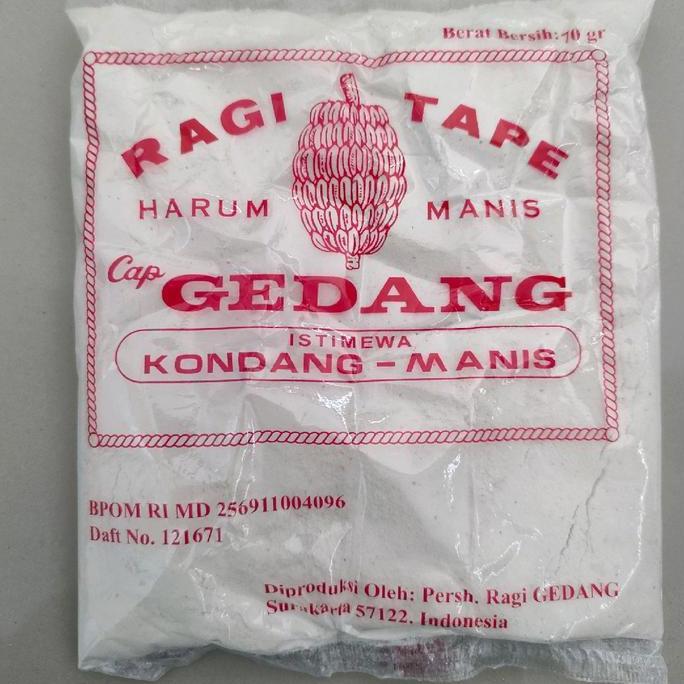 Berat Bersih: 70 gr
RAGI TAPE
HARUM MANIS
Cap GEDANG
ISTIMEWA
KONDANG - MANIS
BPOM RI MD 256911004096
Daft No. 121671
Diproduksi Oleh: Persh. Ragi GEDANG
Surakarta 57122. Indonesia